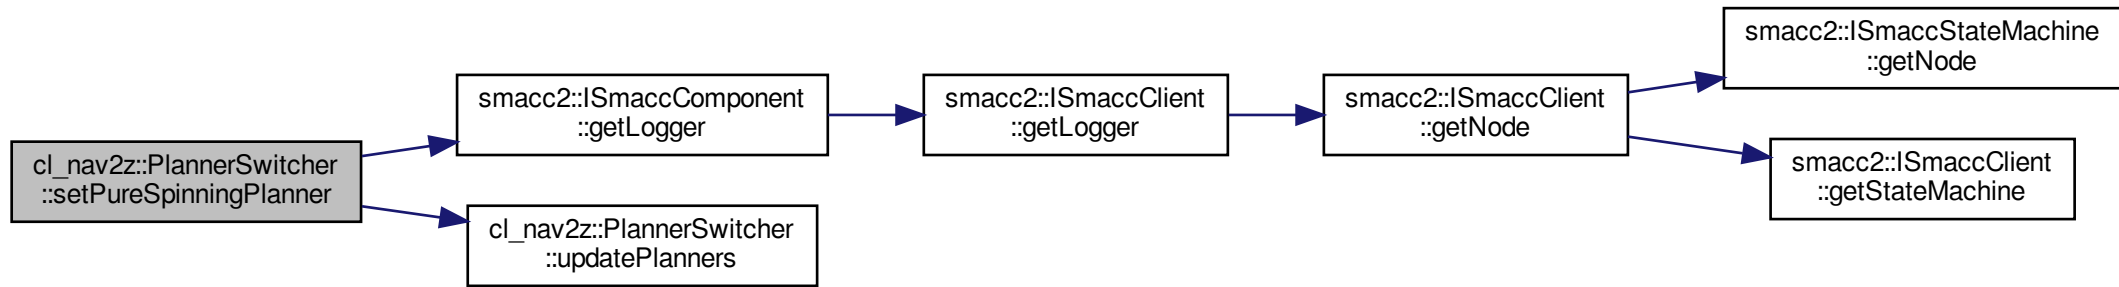 cl_nav2z::PlannerSwitcher
::setPureSpinningPlanner
smacc2::ISmaccComponent
::getLogger
cl_nav2z::PlannerSwitcher
::updatePlanners
smacc2::ISmaccClient
::getLogger
smacc2::ISmaccClient
::getNode
smacc2::ISmaccStateMachine
::getNode
smacc2::ISmaccClient
::getStateMachine